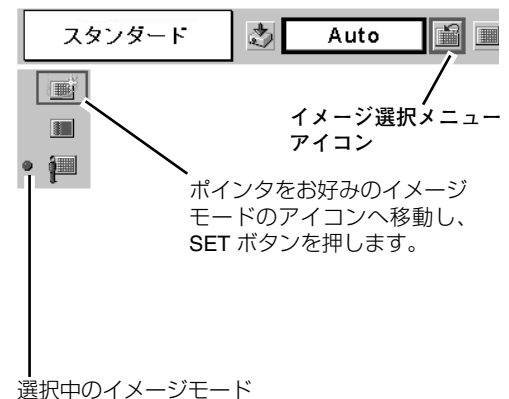 スタンダード
Auto
イメージ選択メニュー
アイコン
ポインタをお好みのイメージ
モードのアイコンへ移動し、
SET ボタンを押します。
選択中のイメージモード